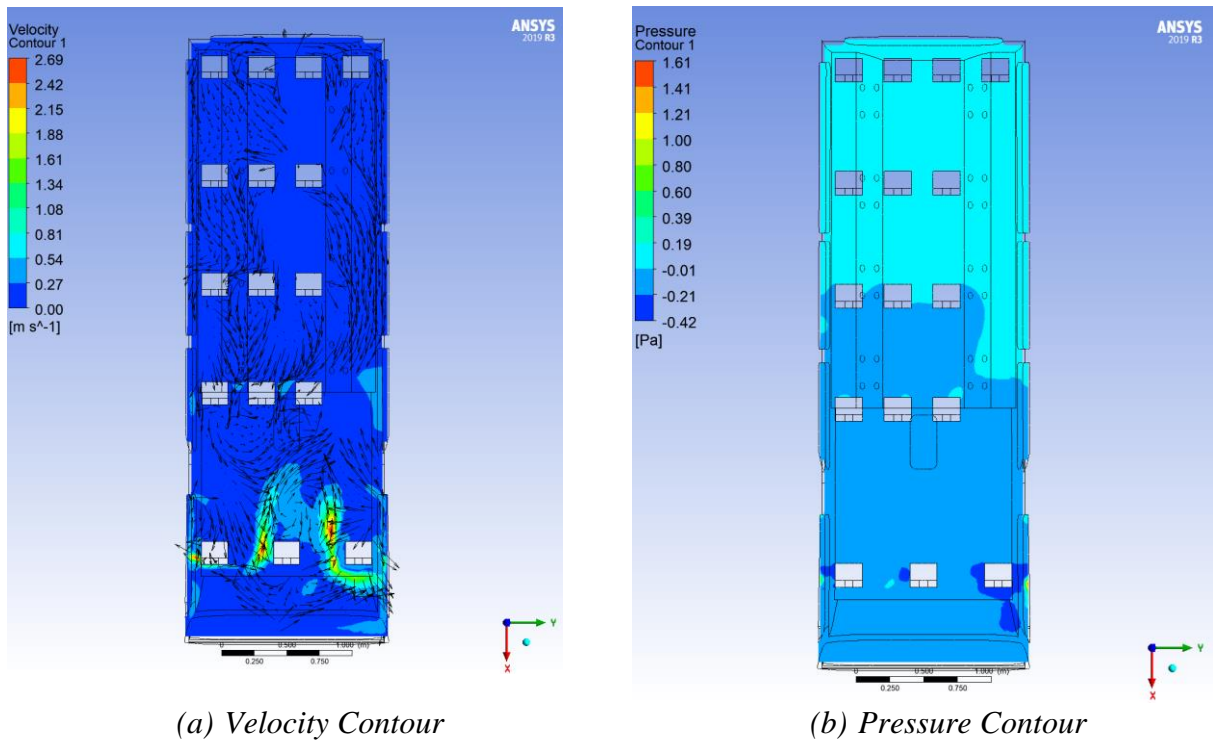 Velocity
Contour 1
2.69
2.42
2.15
1.88
1.61
1.34
1.08
0.81
0.54
0.27
0.00
[m s^-1]
ANSYS
2019 R3
0
0.500
1.000
(m)
0.250
0.750
Y
X
(a) Velocity Contour
Pressure
Contour 1
1.61
1.41
1.21
1.00
0.80
0.60
0.39
0.19
-0.01
-0.21
-0.42
[Pa]
ANSYS
2019 R3
0
0.500
1.000
(m)
0.250
0.750
Y
X
(b) Pressure Contour